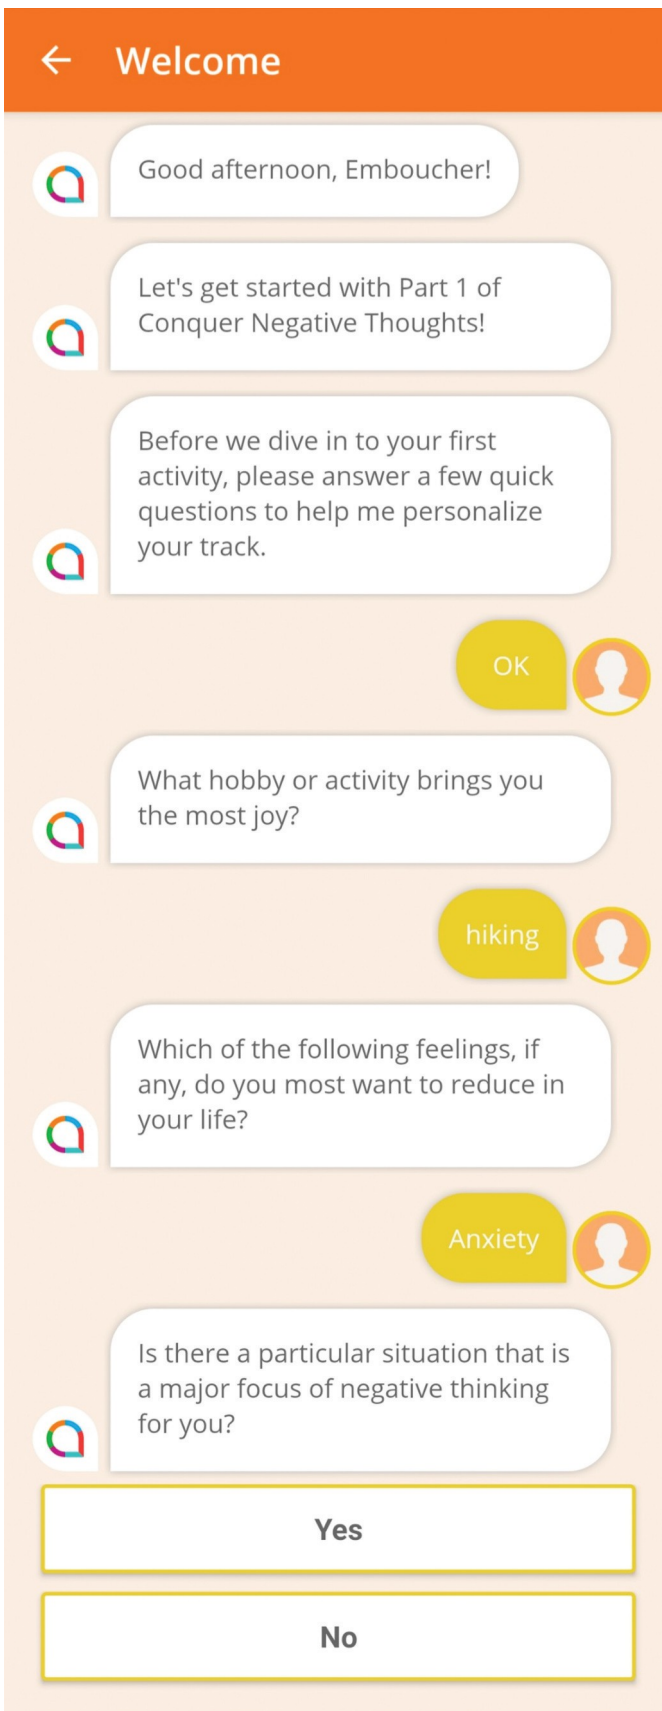 Welcome
Good afternoon, Emboucher!
Let's get started with Part 1 of
Conquer Negative Thoughts!
Before we dive in to your first
activity, please answer a few quick
questions to help me personalize
your track.
OK
What hobby or activity brings you
the most joy?
hiking
Which of the following feelings, if
any, do you most want to reduce in
your life?
Anxiety
Is there a particular situation that is
a major focus of negative thinking
for you?
Yes
No